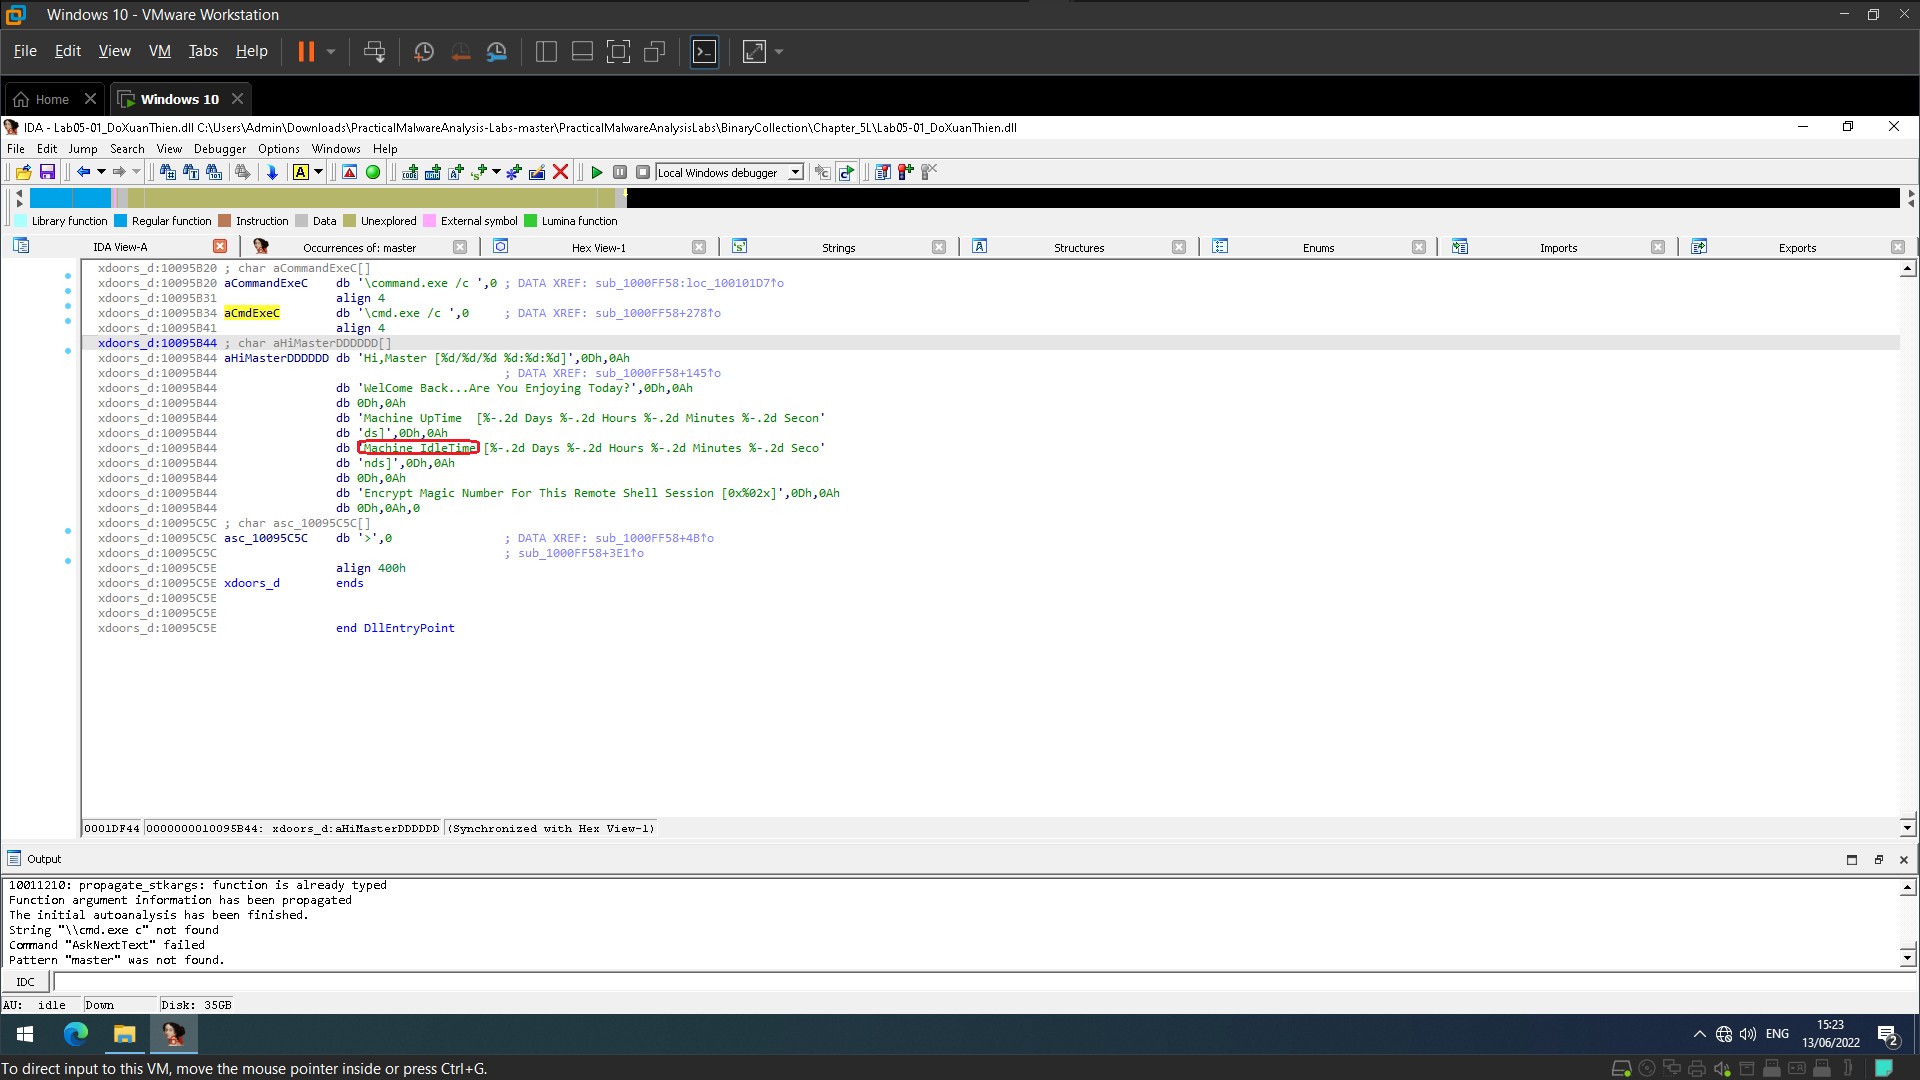 Windows 10 - VMware Workstation
File Edit View VM Tabs Help
Home Windows 10
IDA - Lab05-01_DoXuanThien.dll C:\Users\Admin\Downloads\PracticalMalwareAnalysis-Labs-master\PracticalMalwareAnalysisLabs\BinaryCollection\Chapter_5L\Lab05-01_DoXuanThien.dll
File Edit Jump Search View Debugger Options Windows Help
Local Windows debugger
Library function Regular function Instruction Data Unexplored External symbol Lumina function
IDA View-A Occurrences of: master Hex View-1 Strings Structures Enums Imports Exports
xdoors_d:10095B20 ; char aCommandExeC[]
xdoors_d:10095B20 aCommandExeC db '\command.exe /c ',0 ; DATA XREF: sub_1000FF58:loc_100101D7↑o
xdoors_d:10095B31 align 4
xdoors_d:10095B34 aCmdExeC db '\cmd.exe /c ',0 ; DATA XREF: sub_1000FF58+278↑o
xdoors_d:10095B41 align 4
xdoors_d:10095B44 ; char aHiMasterDDDDDD[]
xdoors_d:10095B44 aHiMasterDDDDDD db 'Hi,Master [%d/%d/%d %d:%d:%d]',0Dh,0Ah
xdoors_d:10095B44 ; DATA XREF: sub_1000FF58+145↑o
xdoors_d:10095B44 db 'WelCome Back...Are You Enjoying Today?',0Dh,0Ah
xdoors_d:10095B44 db 0Dh,0Ah
xdoors_d:10095B44 db 'Machine UpTime  [%-.2d Days %-.2d Hours %-.2d Minutes %-.2d Secon'
xdoors_d:10095B44 db 'ds]',0Dh,0Ah
xdoors_d:10095B44 db 'Machine IdleTime [%-.2d Days %-.2d Hours %-.2d Minutes %-.2d Seco'
xdoors_d:10095B44 db 'nds]',0Dh,0Ah
xdoors_d:10095B44 db 0Dh,0Ah
xdoors_d:10095B44 db 'Encrypt Magic Number For This Remote Shell Session [0x%02x]',0Dh,0Ah
xdoors_d:10095B44 db 0Dh,0Ah,0
xdoors_d:10095C5C ; char asc_10095C5C[]
xdoors_d:10095C5C asc_10095C5C db '>',0 ; DATA XREF: sub_1000FF58+4B↑o
xdoors_d:10095C5C ; sub_1000FF58+3E1↑o
xdoors_d:10095C5E align 400h
xdoors_d:10095C5E xdoors_d ends
xdoors_d:10095C5E
xdoors_d:10095C5E
xdoors_d:10095C5E end DllEntryPoint
0001DF44 0000000010095B44: xdoors_d:aHiMasterDDDDDD (Synchronized with Hex View-1)
Output
10011210: propagate_stkargs: function is already typed
Function argument information has been propagated
The initial autoanalysis has been finished.
String "\\cmd.exe c" not found
Command "AskNextText" failed
Pattern "master" was not found.
IDC
AU: idle Down Disk: 35GB
ENG 15:23
13/06/2022 2
To direct input to this VM, move the mouse pointer inside or press Ctrl+G.